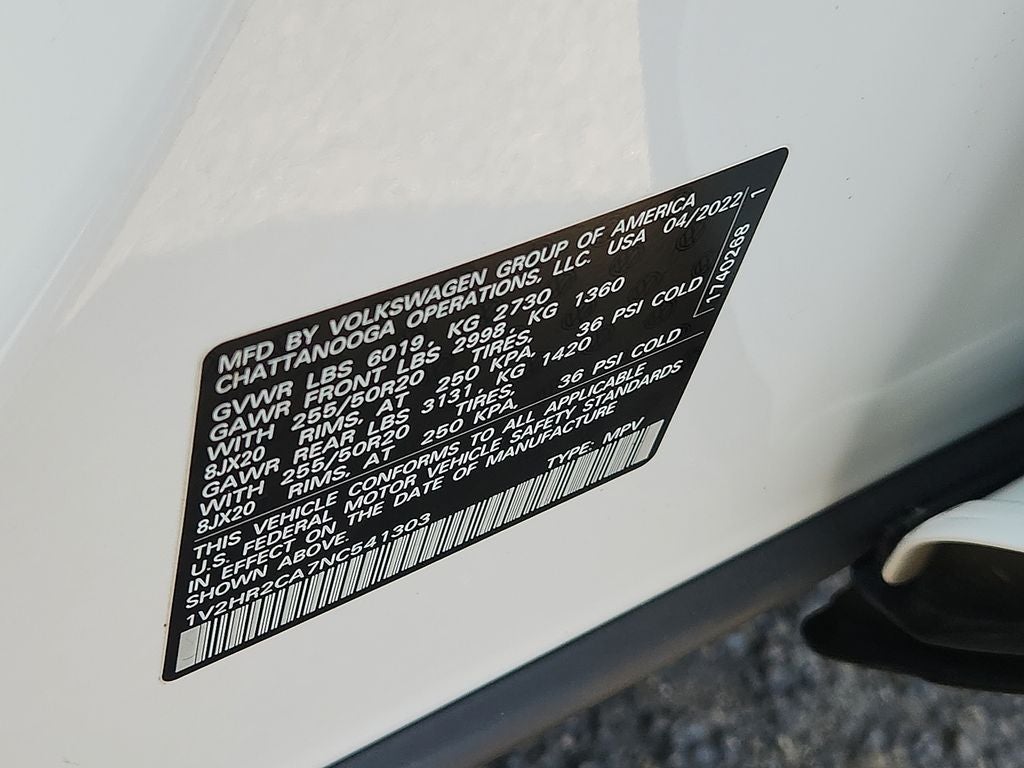 MFD BY VOLKSWAGEN GROUP OF AMERICA
CHATTANOOGA OPERATIONS, LLC. USA 04/2022
GVWR LBS 6019, KG 2730
GAWR FRONT LBS 2998, KG 1360
WITH 255/50R20 TIRES,
8JX20 RIMS. AT 250 KPA, 36 PSI COLD
GAWR REAR LBS 3131, KG 1420
WITH 255/50R20 TIRES,
8JX20 RIMS. AT 250 KPA, 36 PSI COLD
THIS VEHICLE CONFORMS TO ALL APPLICABLE
U.S. FEDERAL MOTOR VEHICLE SAFETY STANDARDS
IN EFFECT ON THE DATE OF MANUFACTURE
SHOWN ABOVE.
1V2HR2CA7NC541303 TYPE: MPV
1740268 1